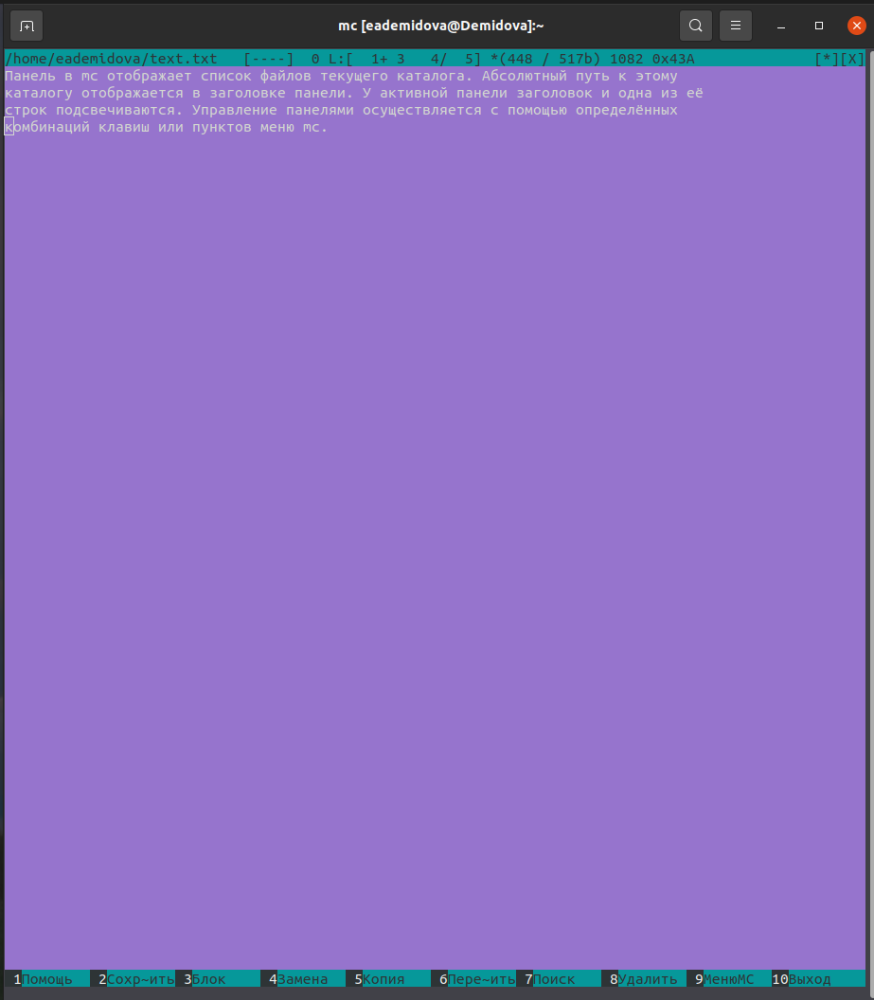 mc [eademidova@Demidova]:~
/home/eademidova/text.txt [----] 0 L:[ 1+ 3 4/ 5] *(448 / 517b) 1082 0x43A [*][X]
Панель в mc отображает список файлов текущего каталога. Абсолютный путь к этому
каталогу отображается в заголовке панели. У активной панели заголовок и одна из её
строк подсвечиваются. Управление панелями осуществляется с помощью определённых
комбинаций клавиш или пунктов меню mc.
1Помощь 2Сохр~ить 3Блок 4Замена 5Копия 6Пере~ить 7Поиск 8Удалить 9МенюMC 10Выход